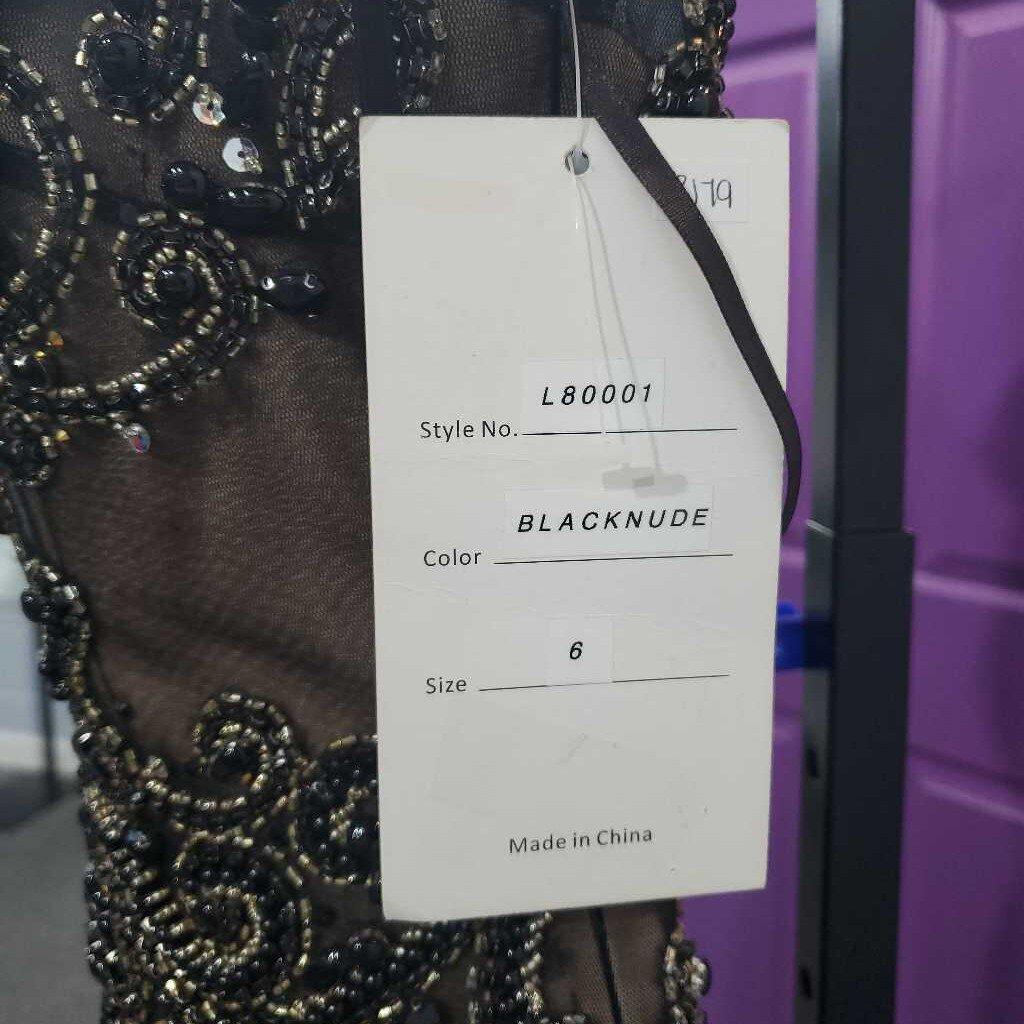 L80001
Style No.
BLACKNUDE
Color
6
Size
Made in China